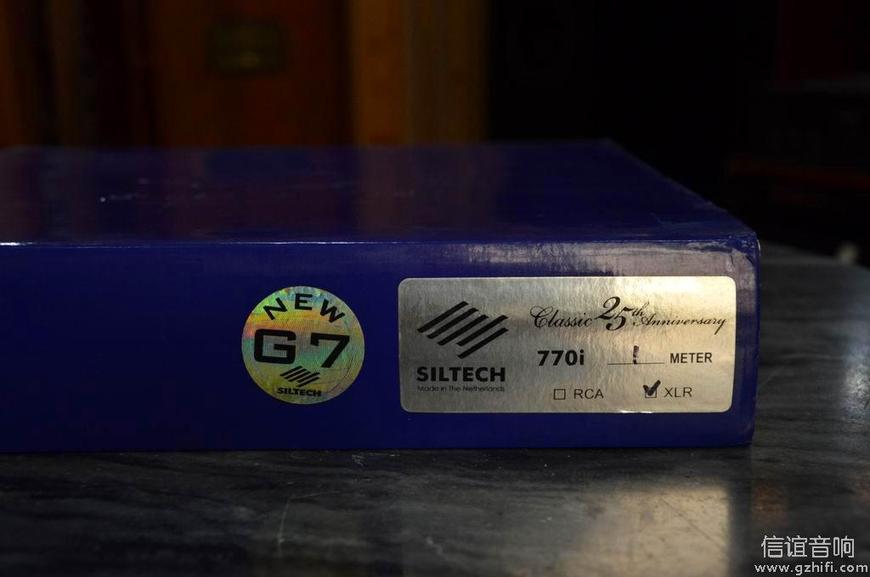 NEW
G7
SILTECH
SILTECH
Made in The Netherlands
Classic 25th Anniversary
770i 1 METER
RCA XLR
信谊音响
www.gzhifi.com